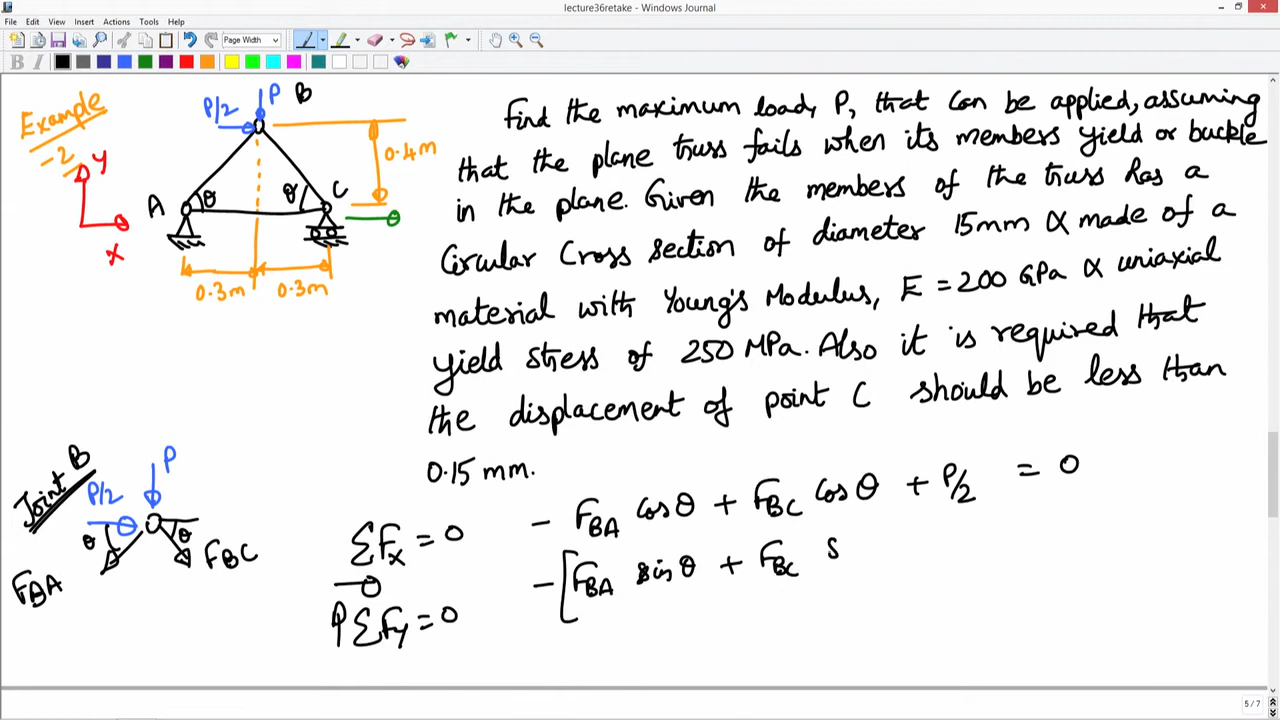 lecture36retake - Windows Journal
File Edit View Insert Actions Tools Help
Page Width
B I
Example
-2
y
x
P/2
P
B
A
θ
θ
C
0.4m
0.3m
0.3m
Find the maximum load, P, that can be applied, assuming
that the plane truss fails when its members yield or buckle
in the plane. Given the members of the truss has a
Circular Cross section of diameter 15mm & made of a
material with Young's Modulus, E = 200 GPa & uniaxial
yield stress of 250 MPa. Also it is required that
the displacement of point C should be less than
0.15 mm.
Joint B
P
P/2
θ
θ
FBA
FBC
ΣFx = 0
- FBA cosθ + FBC cosθ + P/2 = 0
ΣFy = 0
- [FBA sinθ + FBC s
5 / 7